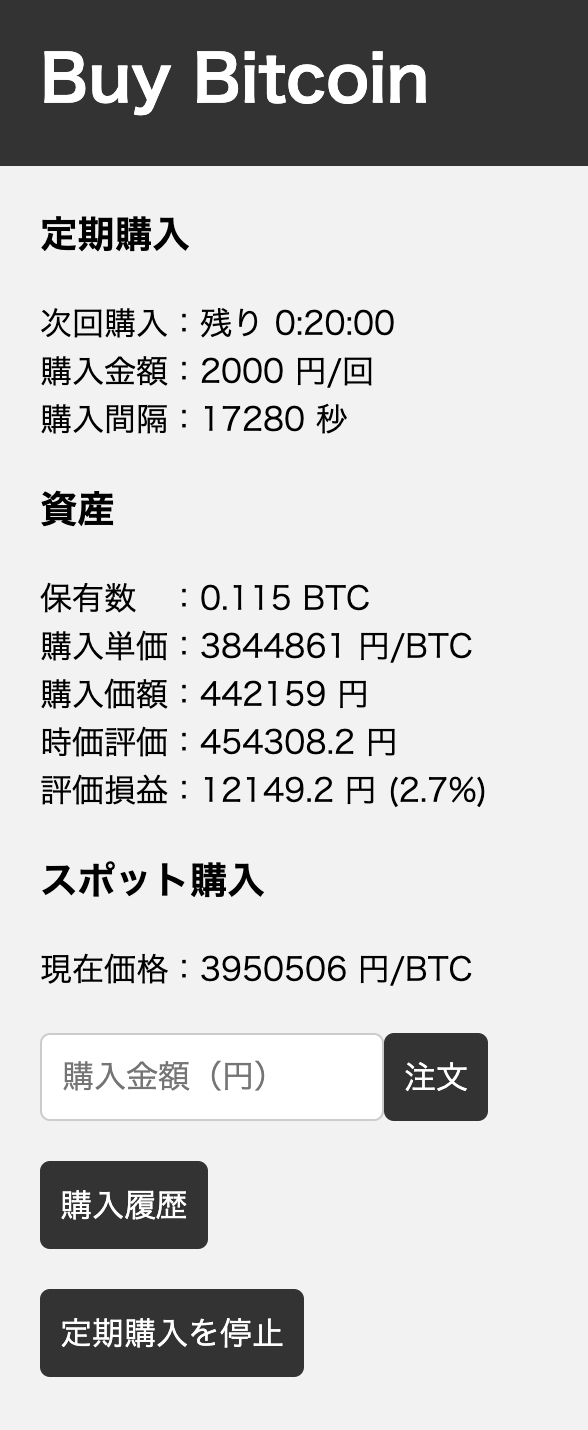 Buy Bitcoin
定期購入
次回購入：残り 0:20:00
購入金額：2000 円/回
購入間隔：17280 秒
資産
保有数　：0.115 BTC
購入単価：3844861 円/BTC
購入価額：442159 円
時価評価：454308.2 円
評価損益：12149.2 円 (2.7%)
スポット購入
現在価格：3950506 円/BTC
購入金額（円） 注文
購入履歴
定期購入を停止